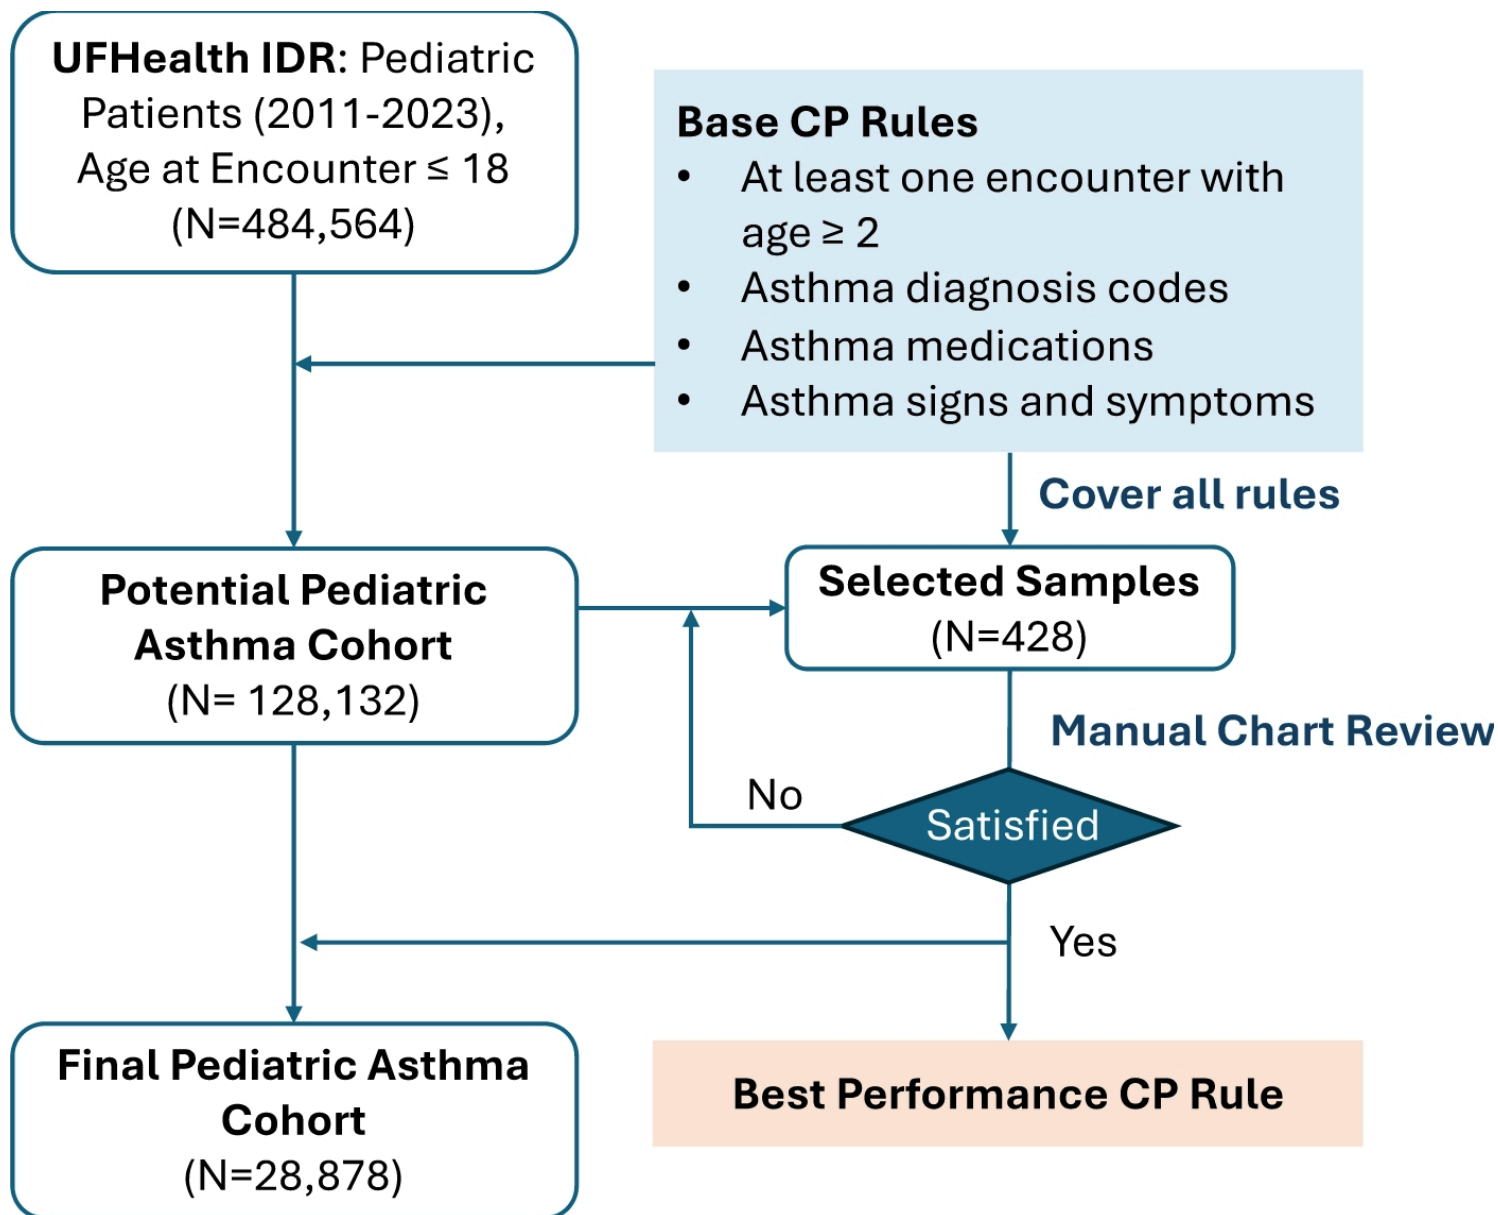 UFHealth IDR: Pediatric
Patients (2011-2023),
Age at Encounter ≤ 18
(N=484,564)
Base CP Rules
• At least one encounter with
age ≥ 2
• Asthma diagnosis codes
• Asthma medications
• Asthma signs and symptoms
Cover all rules
Potential Pediatric
Asthma Cohort
(N= 128,132)
Selected Samples
(N=428)
Manual Chart Review
No
Satisfied
Yes
Final Pediatric Asthma
Cohort
(N=28,878)
Best Performance CP Rule